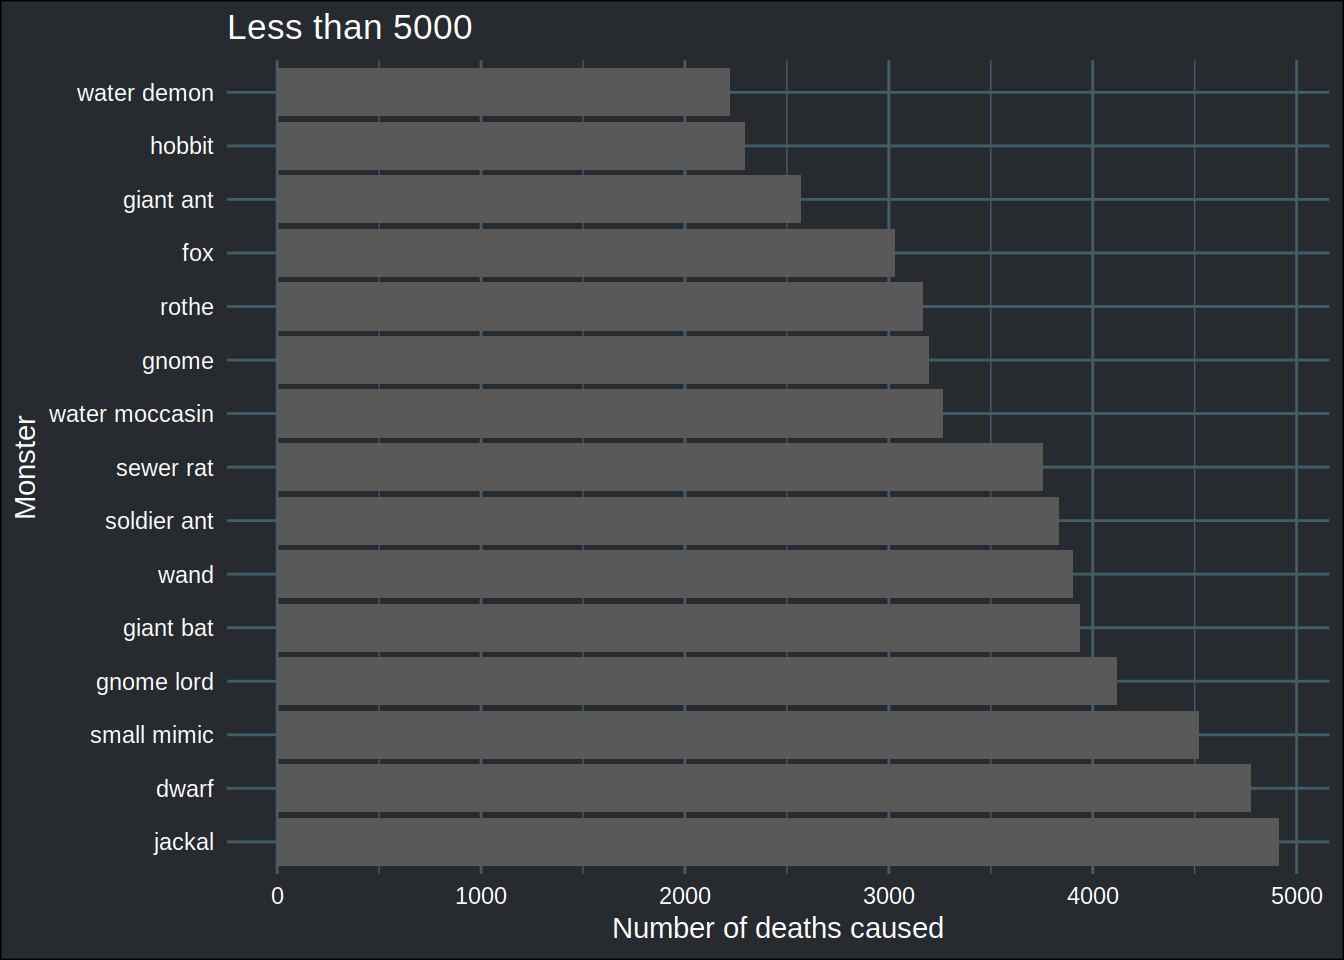 Less than 5000
Monster
water demon
hobbit
giant ant
fox
rothe
gnome
water moccasin
sewer rat
soldier ant
wand
giant bat
gnome lord
small mimic
dwarf
jackal
0 1000 2000 3000 4000 5000
Number of deaths caused